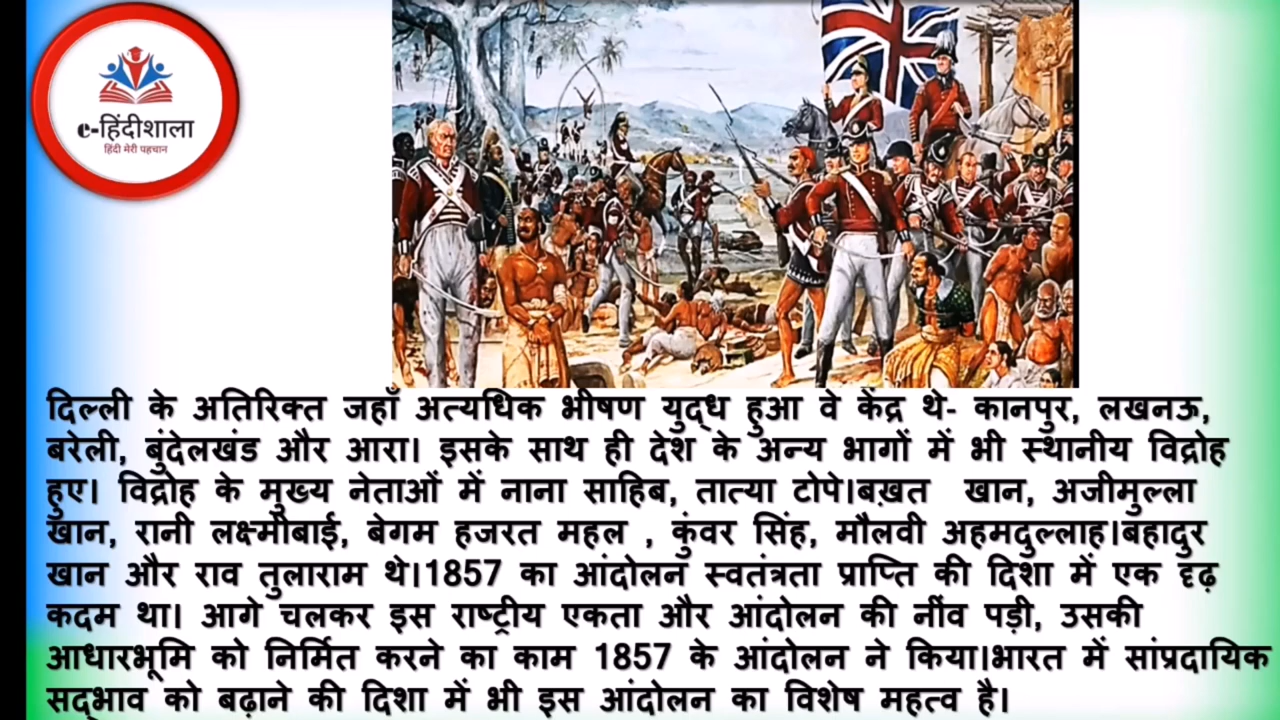 e-हिंदीशाला
हिंदी मेरी पहचान
दिल्ली के अतिरिक्त जहाँ अत्यधिक भीषण युद्ध हुआ वे केंद्र थे- कानपुर, लखनऊ,
बरेली, बुंदेलखंड और आरा। इसके साथ ही देश के अन्य भागों में भी स्थानीय विद्रोह
हुए। विद्रोह के मुख्य नेताओं में नाना साहिब, तात्या टोपे।बख़त खान, अजीमुल्ला
खान, रानी लक्ष्मीबाई, बेगम हजरत महल , कुंवर सिंह, मौलवी अहमदुल्लाह।बहादुर
खान और राव तुलाराम थे।1857 का आंदोलन स्वतंत्रता प्राप्ति की दिशा में एक दृढ़
कदम था। आगे चलकर इस राष्ट्रीय एकता और आंदोलन की नींव पड़ी, उसकी
आधारभूमि को निर्मित करने का काम 1857 के आंदोलन ने किया।भारत में सांप्रदायिक
सद्भाव को बढ़ाने की दिशा में भी इस आंदोलन का विशेष महत्व है।